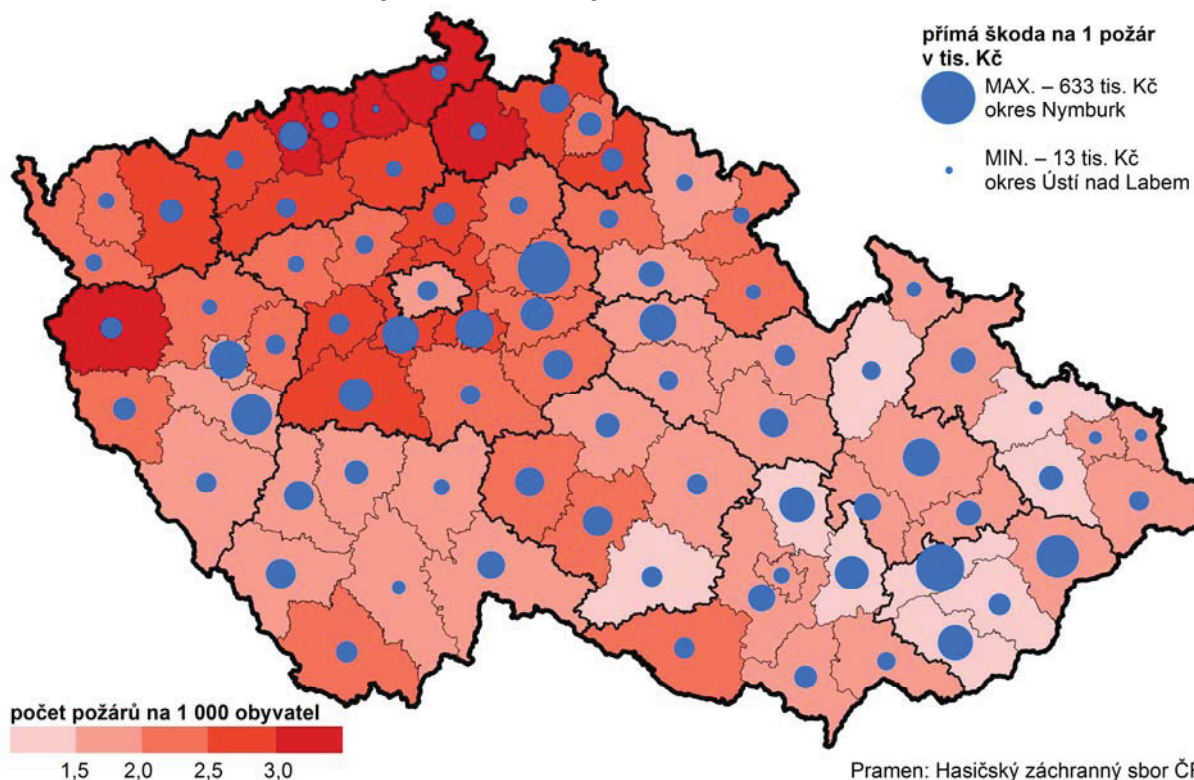 přímá škoda na 1 požár
v tis. Kč
MAX. – 633 tis. Kč
okres Nymburk
MIN. – 13 tis. Kč
okres Ústí nad Labem
počet požárů na 1 000 obyvatel
1,5 2,0 2,5 3,0
Pramen: Hasičský záchranný sbor ČR